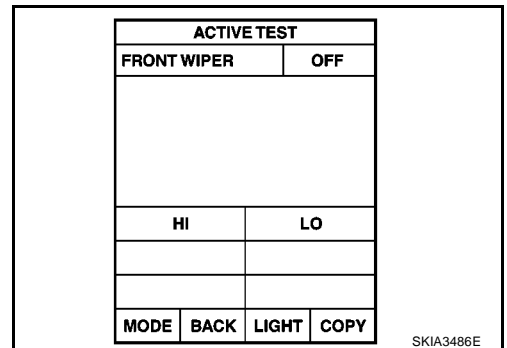 ACTIVE TEST
FRONT WIPER OFF
HI LO
MODE BACK LIGHT COPY
SKIA3486E